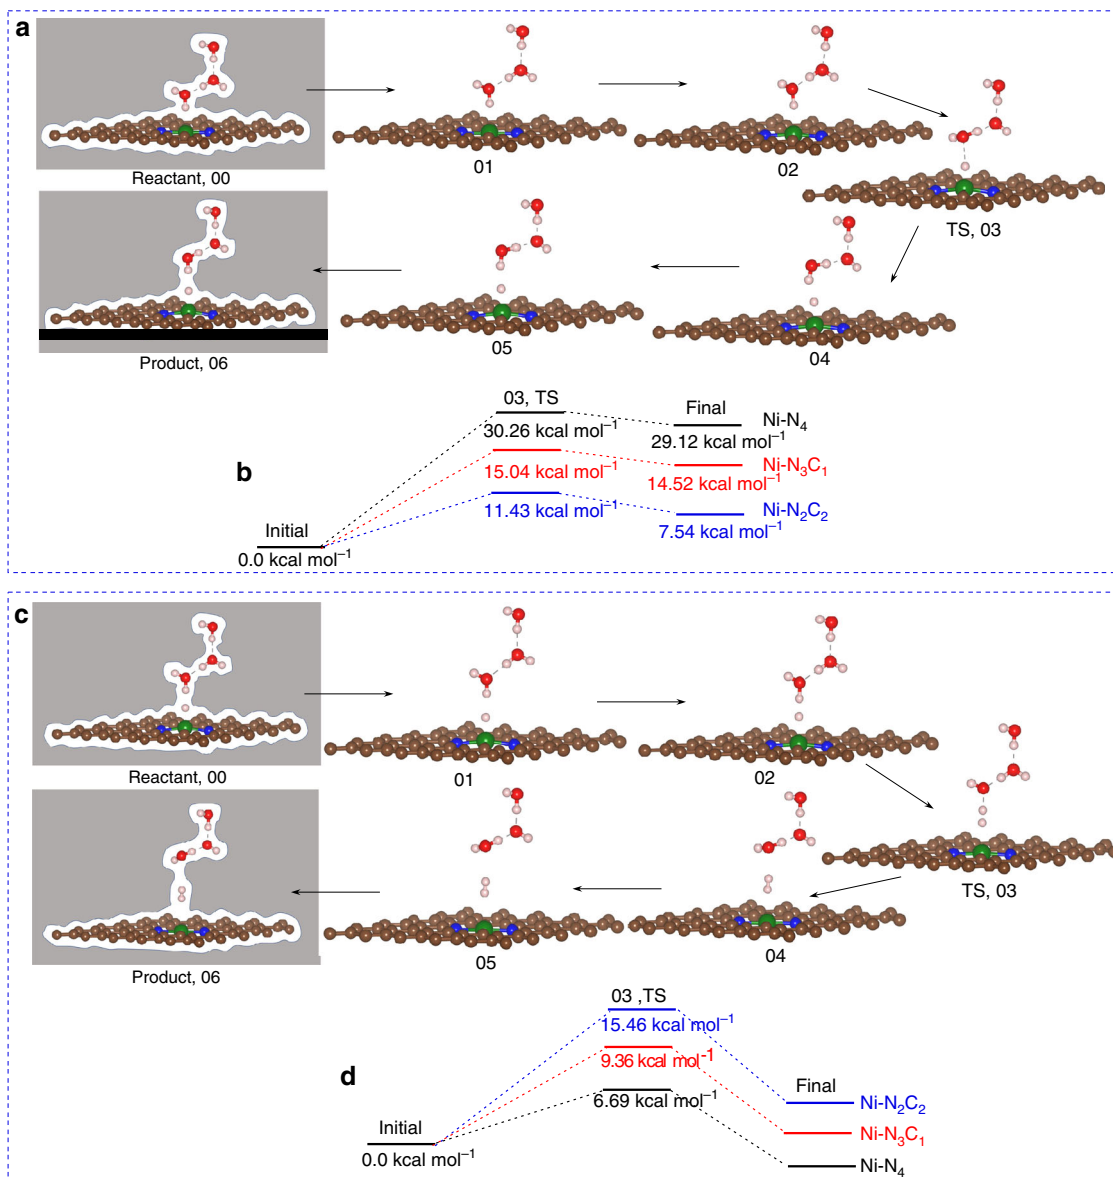 a
Reactant, 00
01
02
TS, 03
Product, 06
05
04
b
03, TS
30.26 kcal mol⁻¹
Final
29.12 kcal mol⁻¹
Ni-N₄
15.04 kcal mol⁻¹
14.52 kcal mol⁻¹
Ni-N₃C₁
11.43 kcal mol⁻¹
7.54 kcal mol⁻¹
Ni-N₂C₂
Initial
0.0 kcal mol⁻¹
c
Reactant, 00
01
02
TS, 03
Product, 06
05
04
d
03 ,TS
15.46 kcal mol⁻¹
9.36 kcal mol⁻¹
6.69 kcal mol⁻¹
Final
Ni-N₂C₂
Ni-N₃C₁
Ni-N₄
Initial
0.0 kcal mol⁻¹